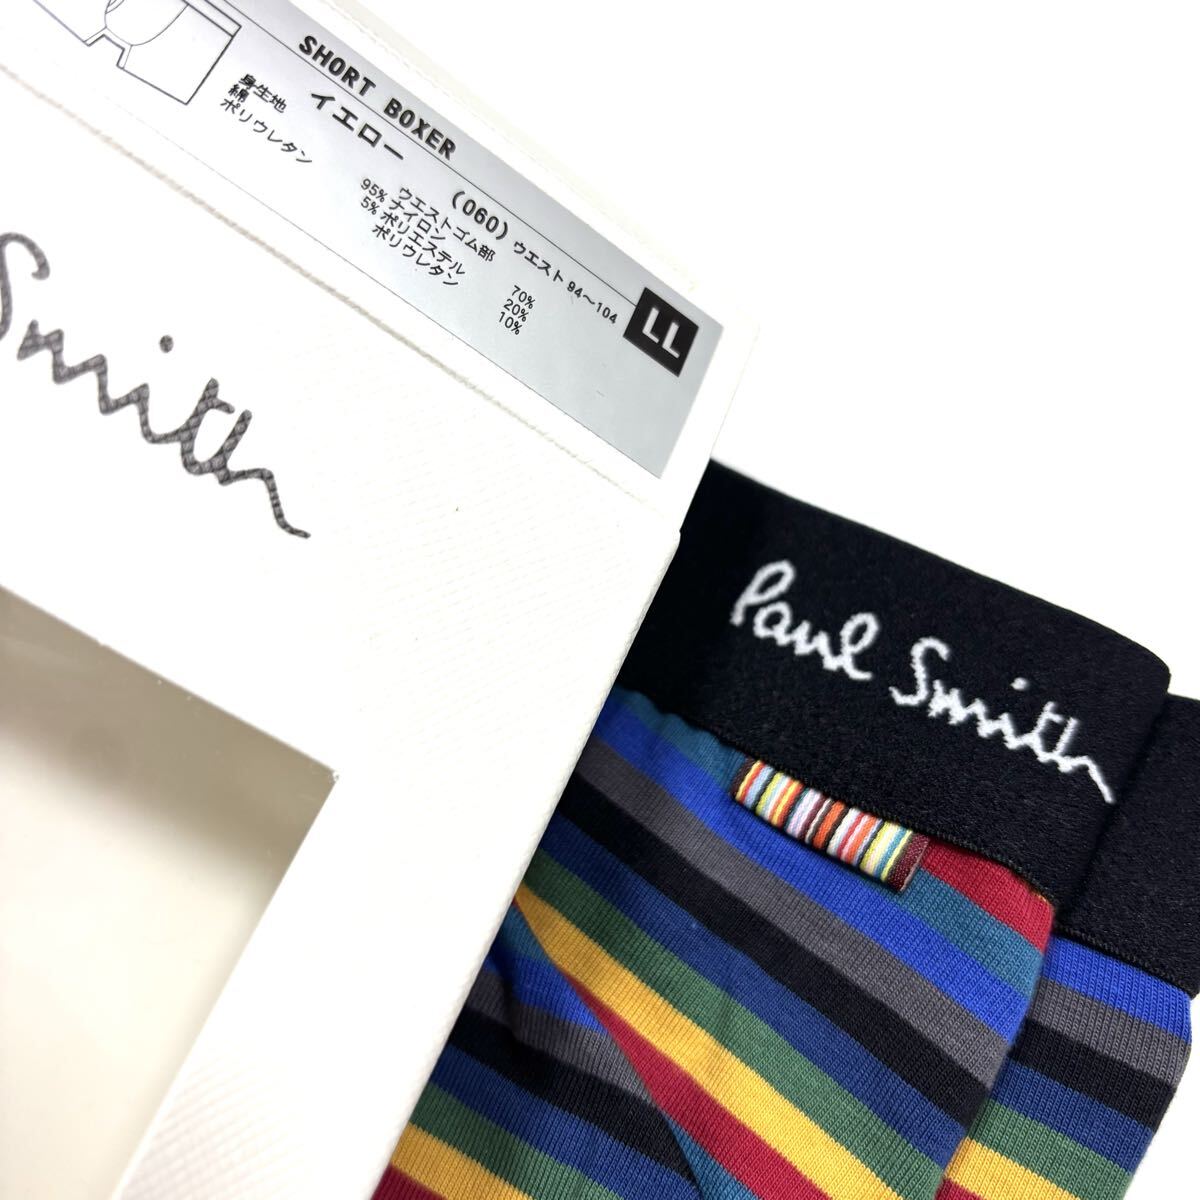 SHORT BOXER
イエロー (060) ウエスト 94～104 LL
身生地
綿 95%
ポリウレタン 5%
ウエストゴム部
ナイロン 70%
ポリエステル 20%
ポリウレタン 10%
Smith
Paul Smith